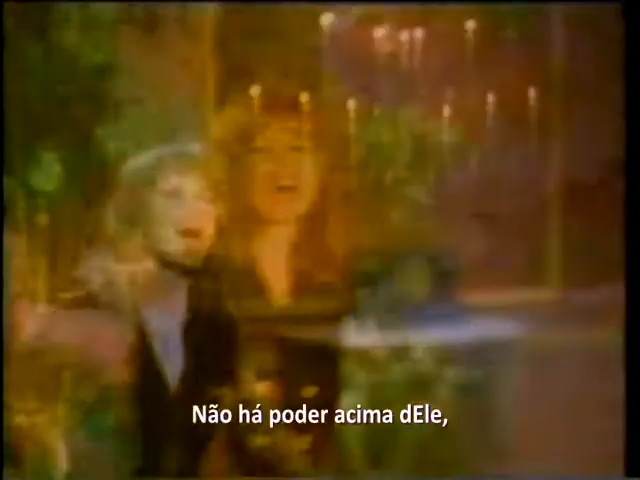 Não há poder acima dEle,